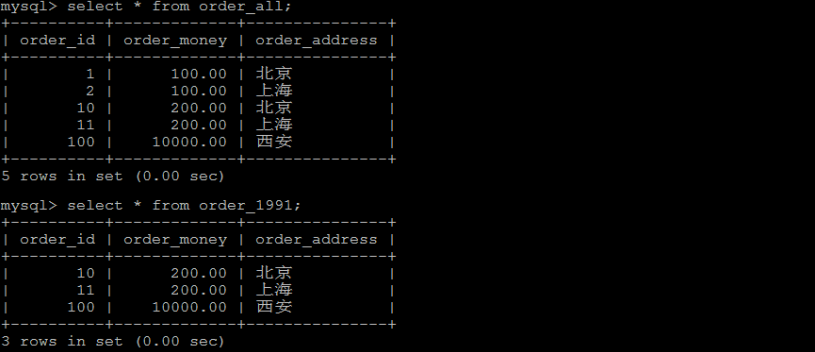 mysql> select * from order_all;
+----------+-------------+---------------+
| order_id | order_money | order_address |
+----------+-------------+---------------+
|        1 |      100.00 | 北京          |
|        2 |      100.00 | 上海          |
|       10 |      200.00 | 北京          |
|       11 |      200.00 | 上海          |
|      100 |    10000.00 | 西安          |
+----------+-------------+---------------+
5 rows in set (0.00 sec)
mysql> select * from order_1991;
+----------+-------------+---------------+
| order_id | order_money | order_address |
+----------+-------------+---------------+
|       10 |      200.00 | 北京          |
|       11 |      200.00 | 上海          |
|      100 |    10000.00 | 西安          |
+----------+-------------+---------------+
3 rows in set (0.00 sec)